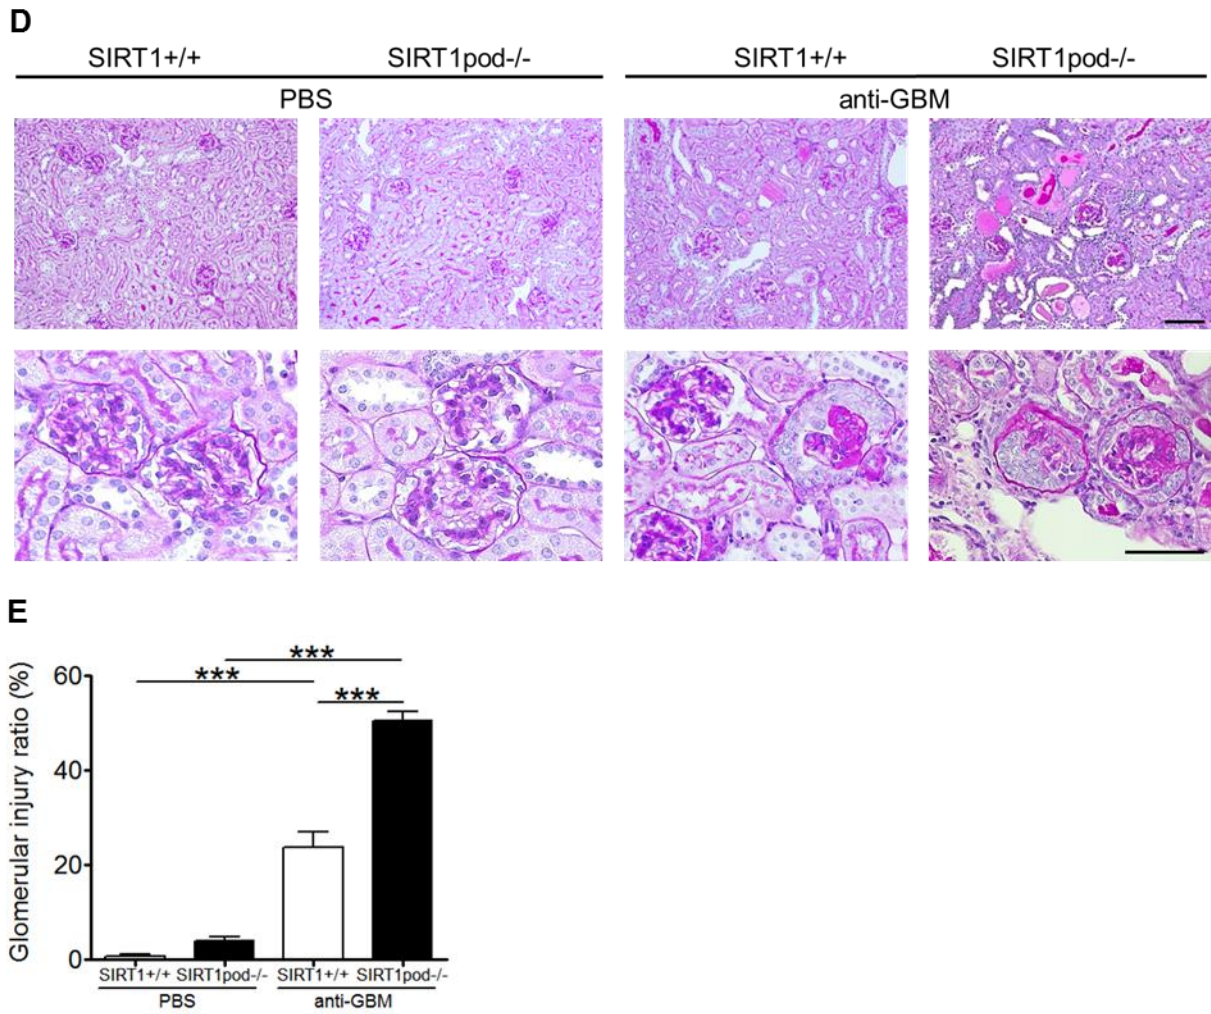 D
SIRT1+/+ SIRT1pod-/- SIRT1+/+ SIRT1pod-/-
PBS anti-GBM
E
Glomerular injury ratio (%)
60
40
20
0
***
***
***
SIRT1+/+ SIRT1pod-/- SIRT1+/+ SIRT1pod-/-
PBS anti-GBM